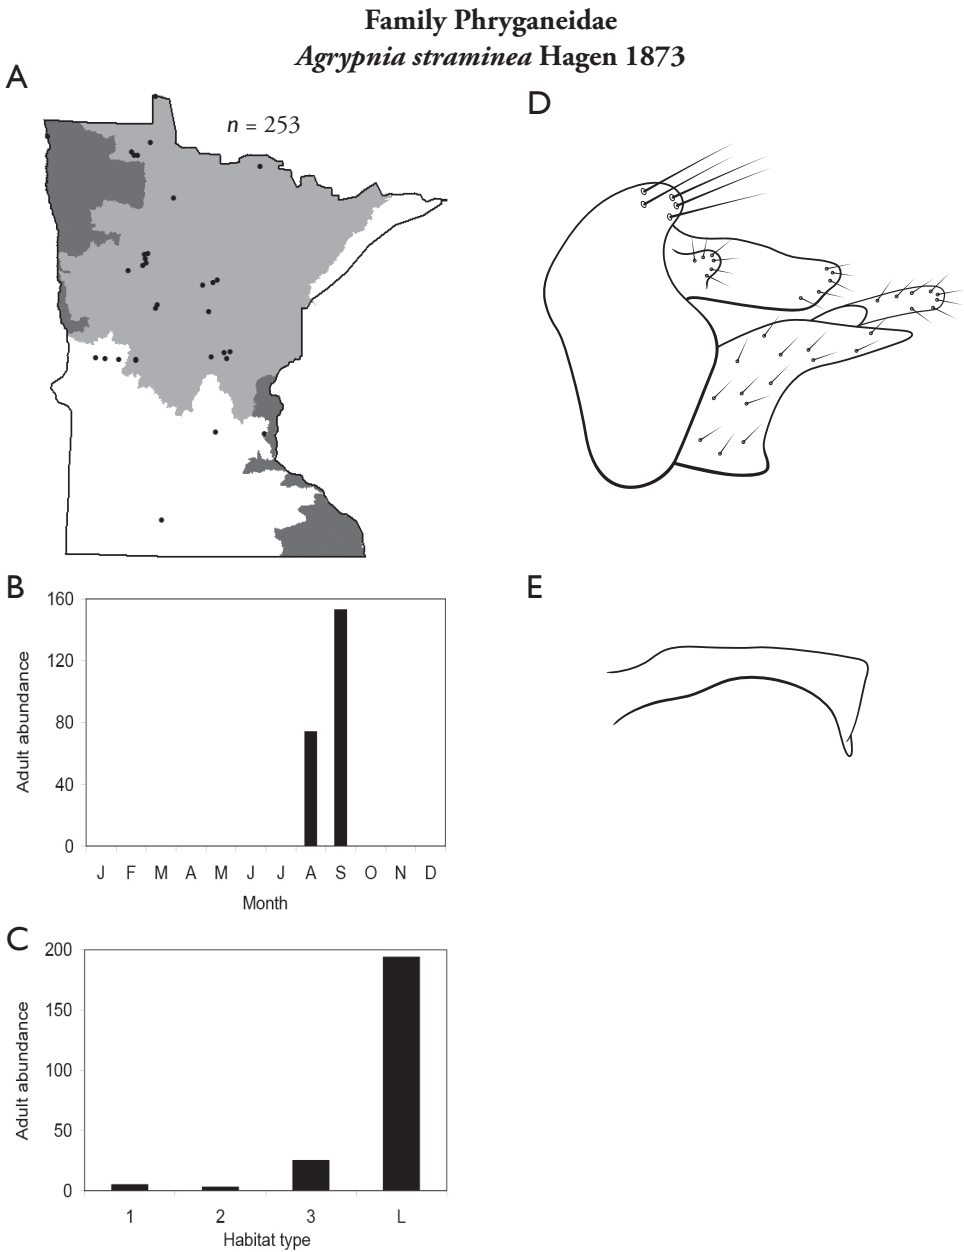 Family Phryganeidae
Agrypnia straminea Hagen 1873
A
n = 253
D
B
160
120
80
40
0
Adult abundance
J F M A M J J A S O N D
Month
E
C
200
150
100
50
0
Adult abundance
1 2 3 L
Habitat type